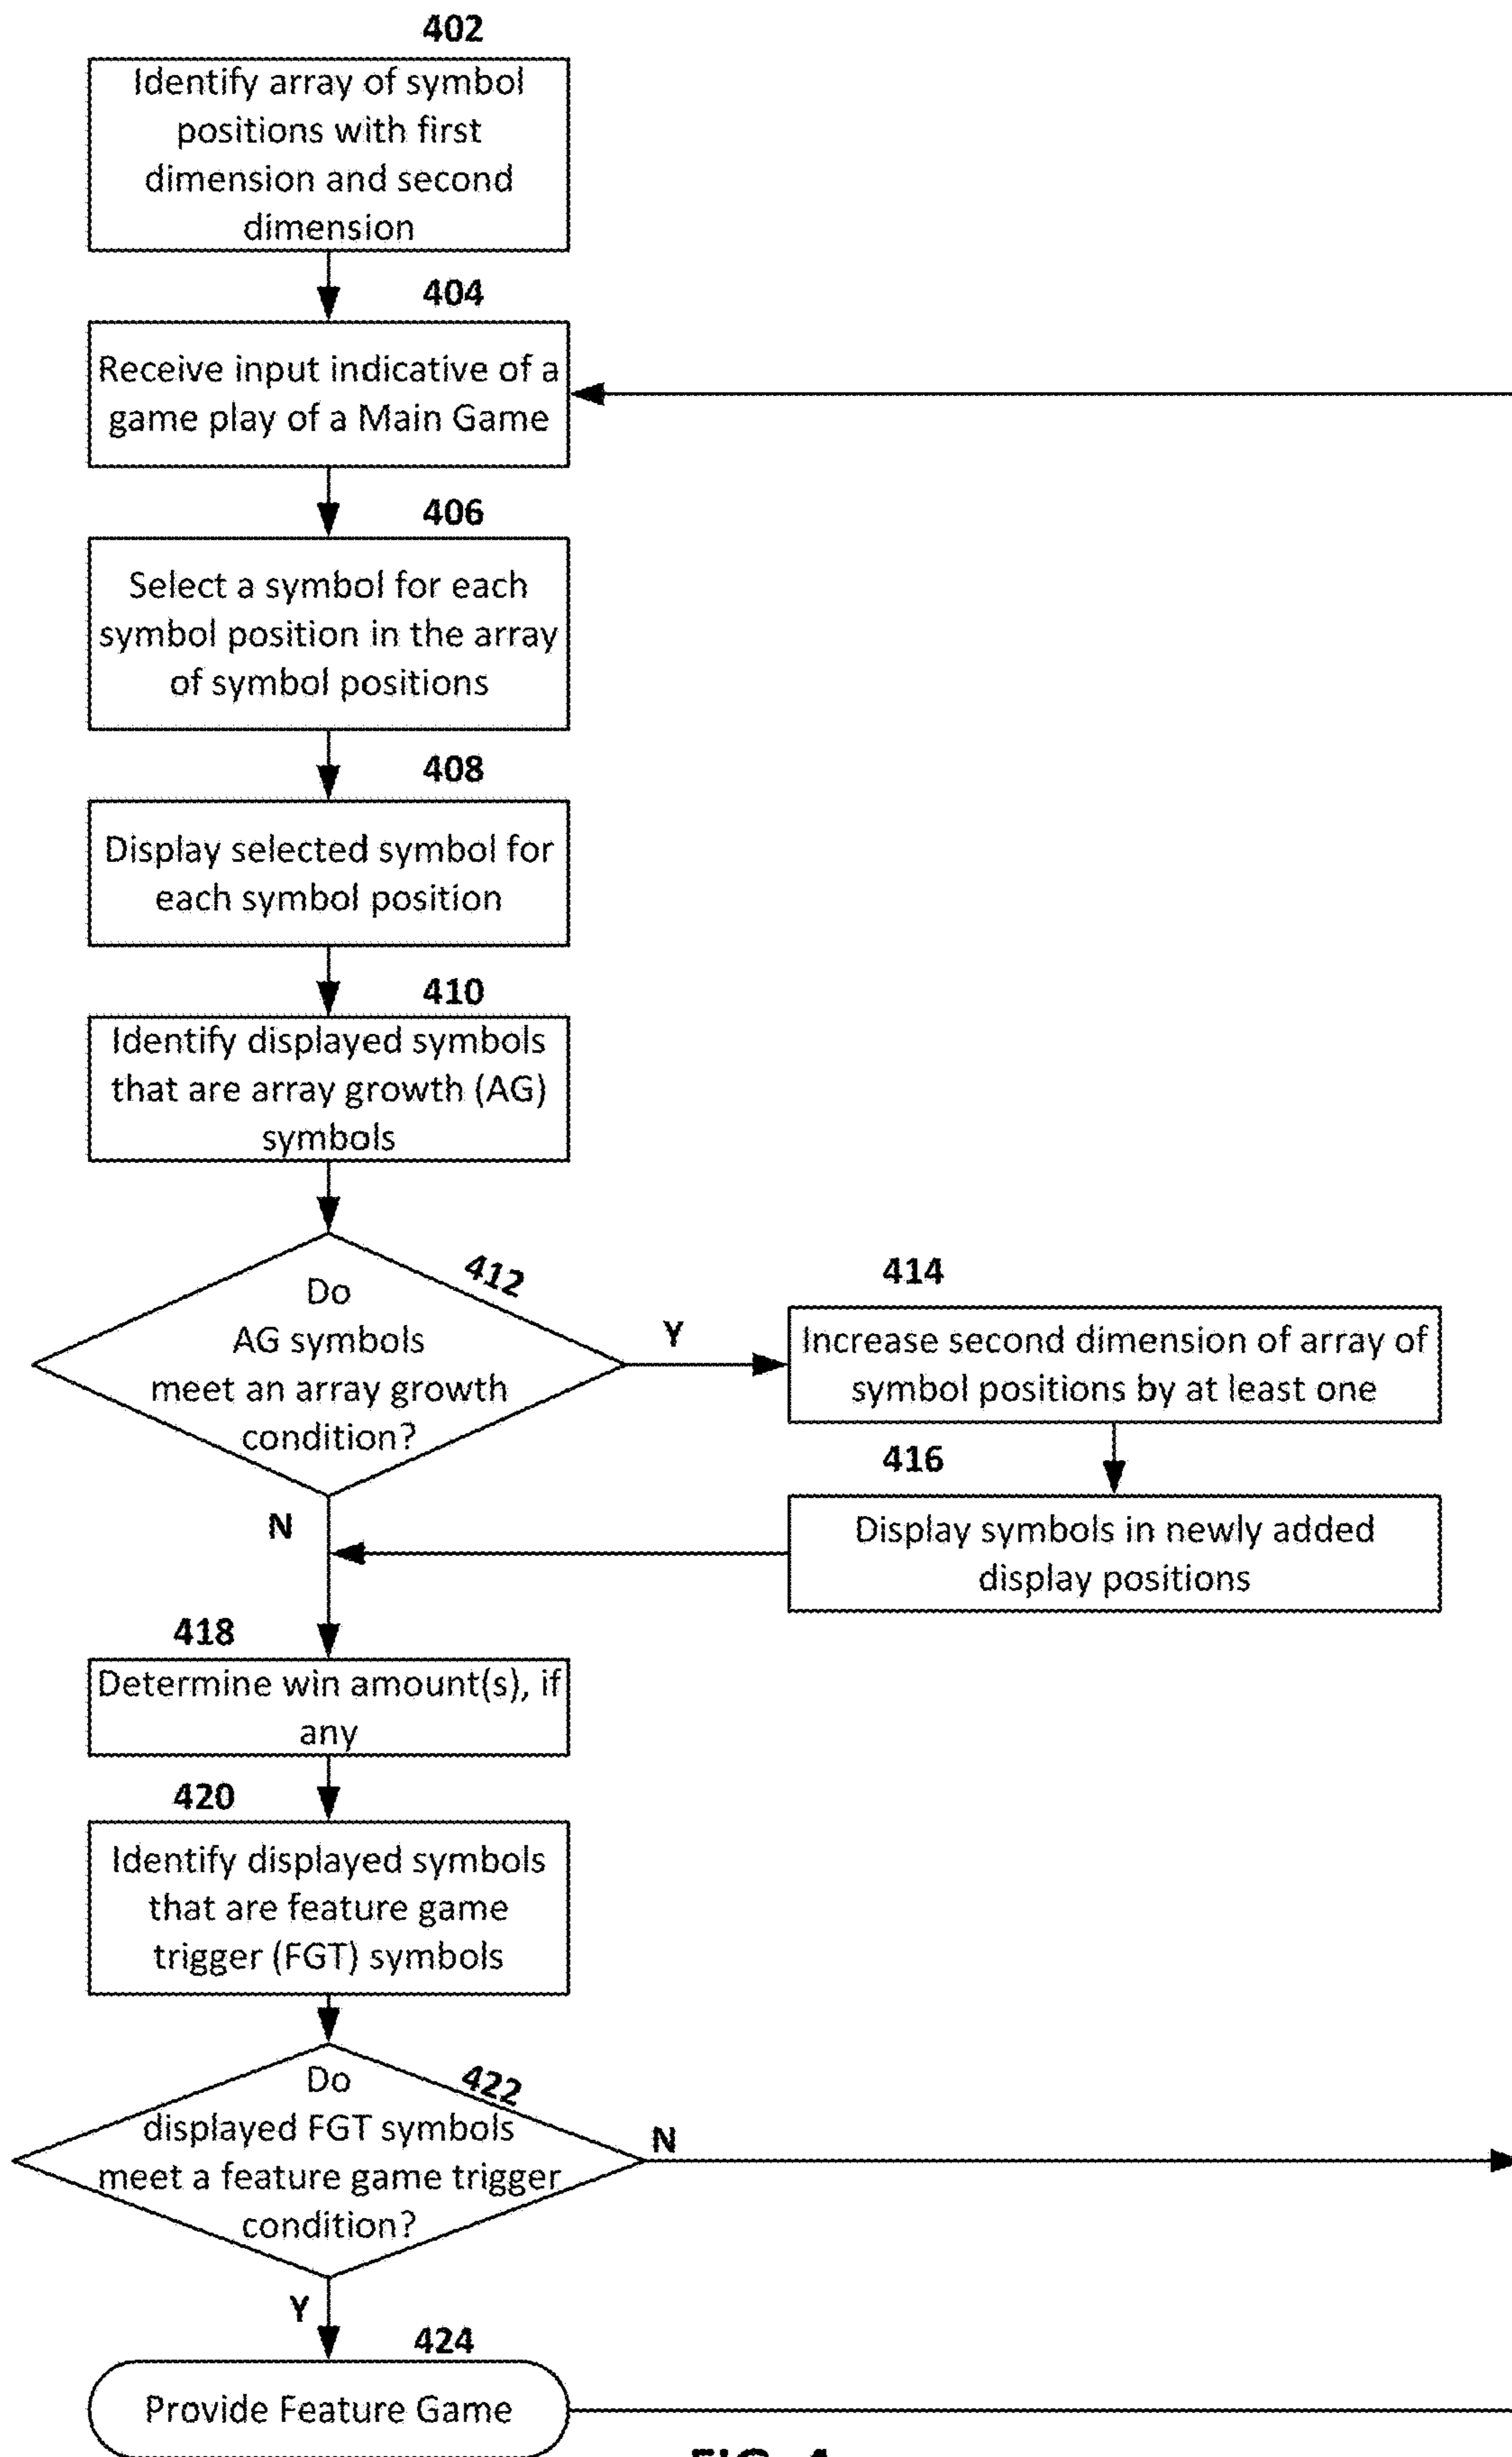 402
Identify array of symbol
positions with first
dimension and second
dimension
404
Receive input indicative of a
game play of a Main Game
406
Select a symbol for each
symbol position in the array
of symbol positions
408
Display selected symbol for
each symbol position
410
Identify displayed symbols
that are array growth (AG)
symbols
412
Do
AG symbols
meet an array growth
condition?
Y
N
414
Increase second dimension of array of
symbol positions by at least one
416
Display symbols in newly added
display positions
418
Determine win amount(s), if
any
420
Identify displayed symbols
that are feature game
trigger (FGT) symbols
422
Do
displayed FGT symbols
meet a feature game trigger
condition?
N
Y
424
Provide Feature Game